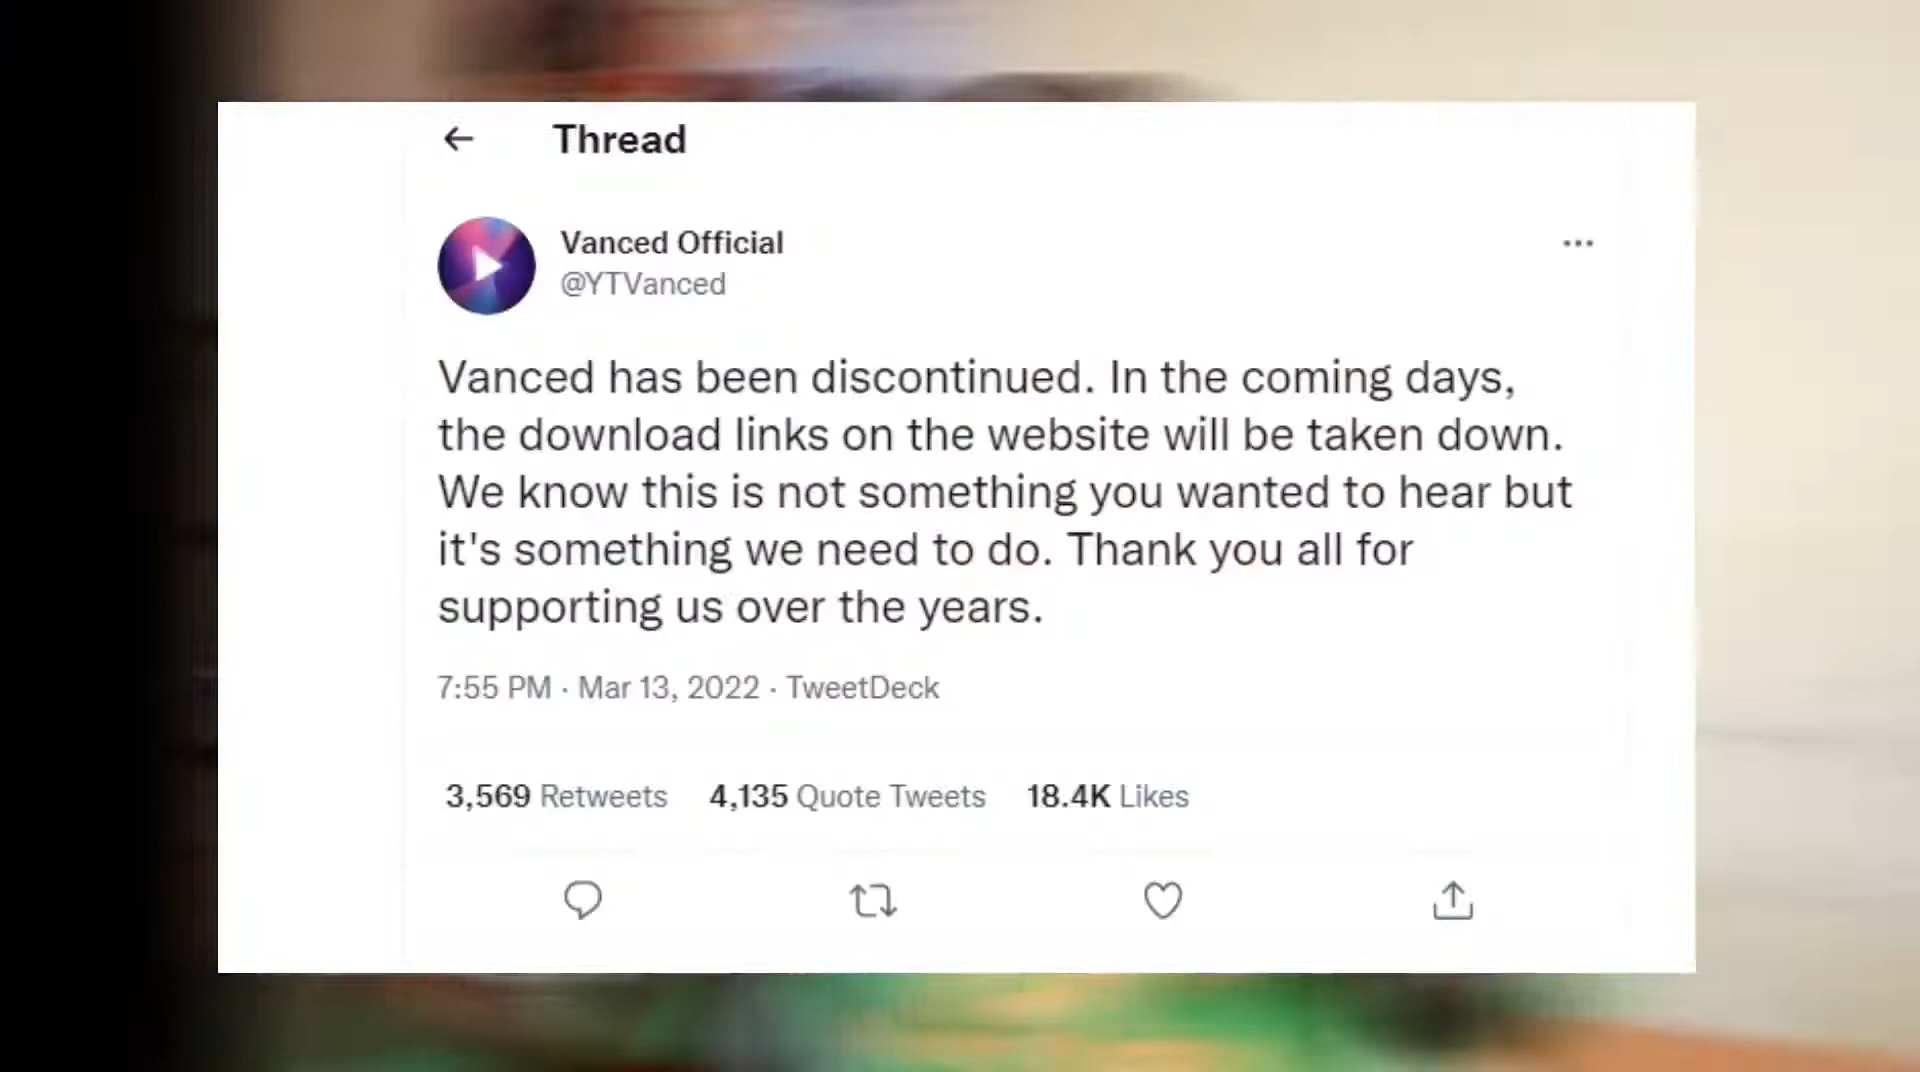 Thread
Vanced Official
@YTVanced
Vanced has been discontinued. In the coming days,
the download links on the website will be taken down.
We know this is not something you wanted to hear but
it's something we need to do. Thank you all for
supporting us over the years.
7:55 PM · Mar 13, 2022 · TweetDeck
3,569 Retweets 4,135 Quote Tweets 18.4K Likes